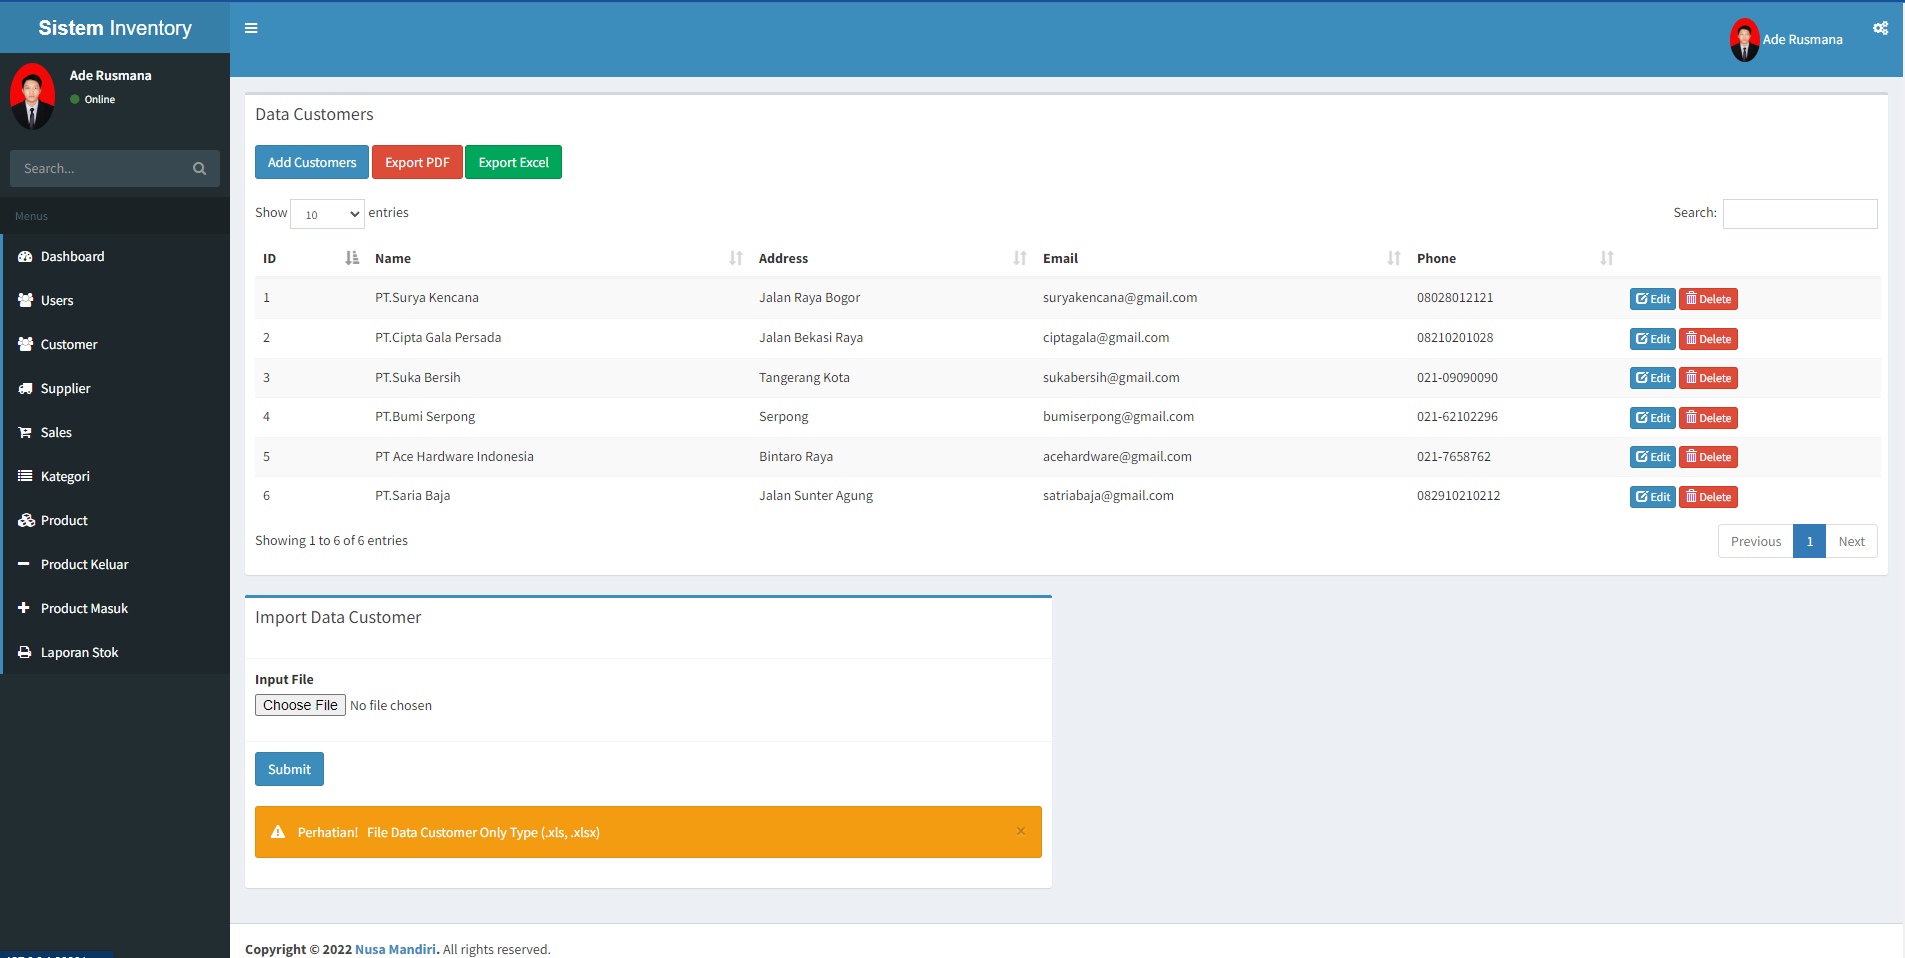 Sistem Inventory
Ade Rusmana
Ade Rusmana
Online
Search...
Menus
Dashboard
Users
Customer
Supplier
Sales
Kategori
Product
Product Keluar
Product Masuk
Laporan Stok
Data Customers
Add Customers Export PDF Export Excel
Show 10 entries Search:
ID Name Address Email Phone
1 PT.Surya Kencana Jalan Raya Bogor suryakencana@gmail.com 08028012121 Edit Delete
2 PT.Cipta Gala Persada Jalan Bekasi Raya ciptagala@gmail.com 08210201028 Edit Delete
3 PT.Suka Bersih Tangerang Kota sukabersih@gmail.com 021-09090090 Edit Delete
4 PT.Bumi Serpong Serpong bumiserpong@gmail.com 021-62102296 Edit Delete
5 PT Ace Hardware Indonesia Bintaro Raya acehardware@gmail.com 021-7658762 Edit Delete
6 PT.Saria Baja Jalan Sunter Agung satriabaja@gmail.com 082910210212 Edit Delete
Showing 1 to 6 of 6 entries Previous 1 Next
Import Data Customer
Input File
Choose File No file chosen
Submit
Perhatian! File Data Customer Only Type (.xls, .xlsx) ×
Copyright © 2022 Nusa Mandiri. All rights reserved.